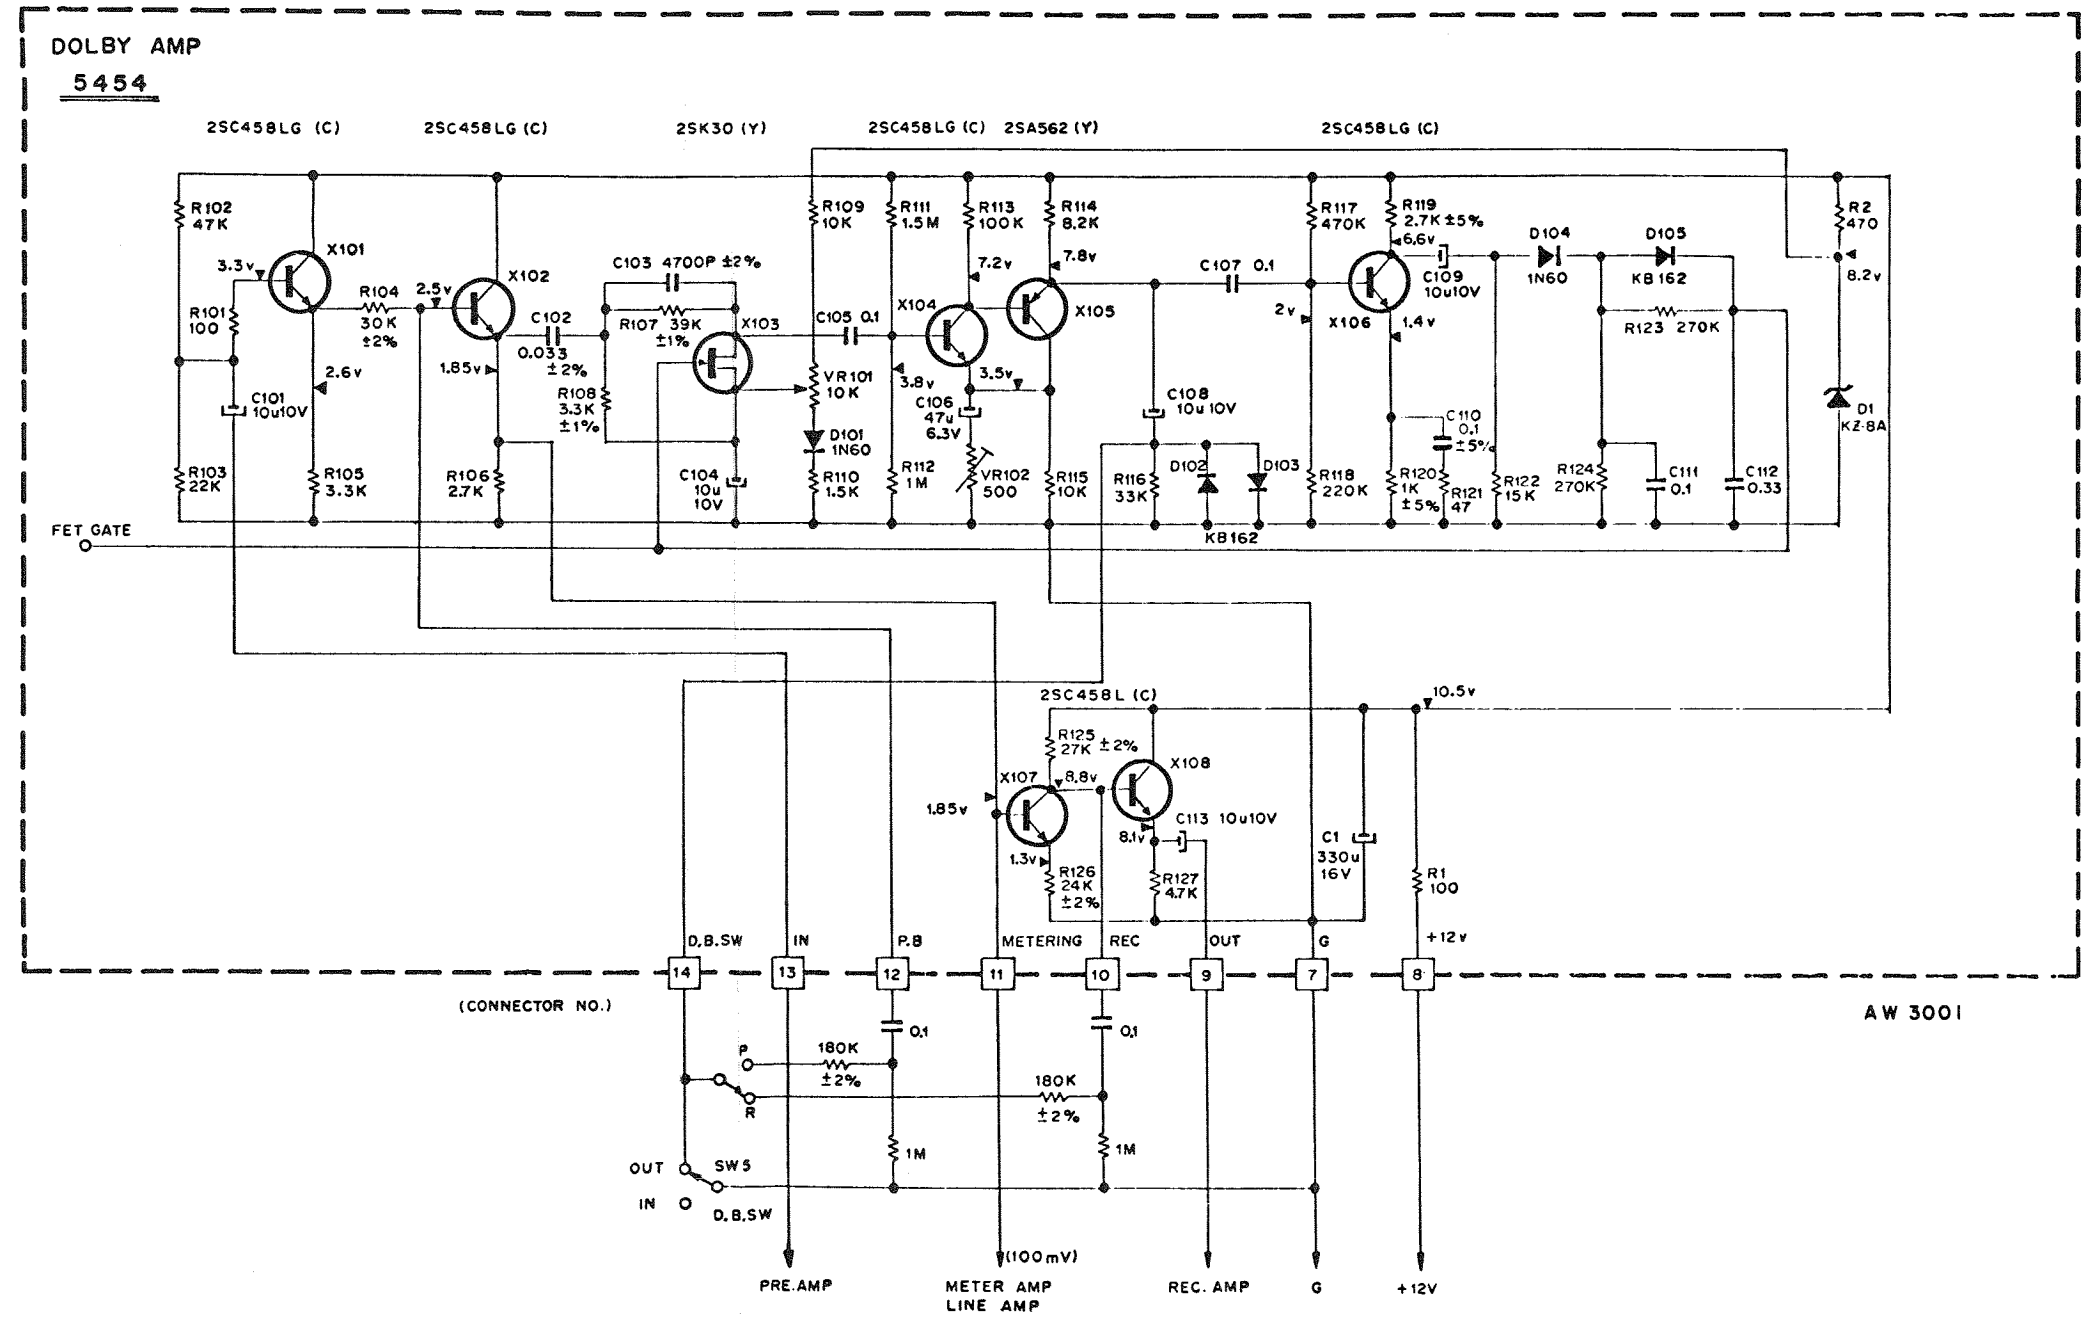 DOLBY AMP
5454
2SC458LG (C)
2SC458LG (C)
2SK30 (Y)
2SC458LG (C)
2SA562 (Y)
2SC458LG (C)
R102
47K
X101
3.3v
R101
100
R104
30K
±2%
2.5v
X102
C103 4700P ±2%
R107 39K
±1%
X103
C102
0.033
±2%
1.85v
2.6v
C101
10u10V
R108
3.3K
±1%
R103
22K
R105
3.3K
R106
2.7K
C104
10u
10V
R109
10K
R111
1.5M
R113
100K
R114
8.2K
7.2v
7.8v
C105 0.1
X104
X105
VR101
10K
3.8v
3.5v
C106
47u
6.3V
D101
1N60
R110
1.5K
R112
1M
VR102
500
R115
10K
C107 0.1
C108
10u 10V
R116
33K
D102
D103
KB162
R117
470K
R119
2.7K ±5%
6.6v
C109
10u10V
2v
X106
1.4v
C110
0.1
±5%
R118
220K
R120
1K
±5%
R121
47
R122
15K
D104
1N60
D105
KB162
R123 270K
R124
270K
C111
0.1
C112
0.33
R2
470
8.2v
D1
KZ-8A
FET GATE
2SC458L (C)
10.5v
R125
27K ±2%
X107
8.8v
X108
1.85v
8.1v
C113 10u10V
1.3v
R126
24K
±2%
R127
4.7K
C1
330u
16V
R1
100
D.B.SW
IN
P.B
METERING
REC
OUT
G
+12v
14
13
12
11
10
9
7
8
(CONNECTOR NO.)
AW 3001
0.1
0.1
P
180K
±2%
R
180K
±2%
1M
1M
OUT
SW5
IN
D.B.SW
(100mV)
PRE.AMP
METER AMP
LINE AMP
REC. AMP
G
+12V